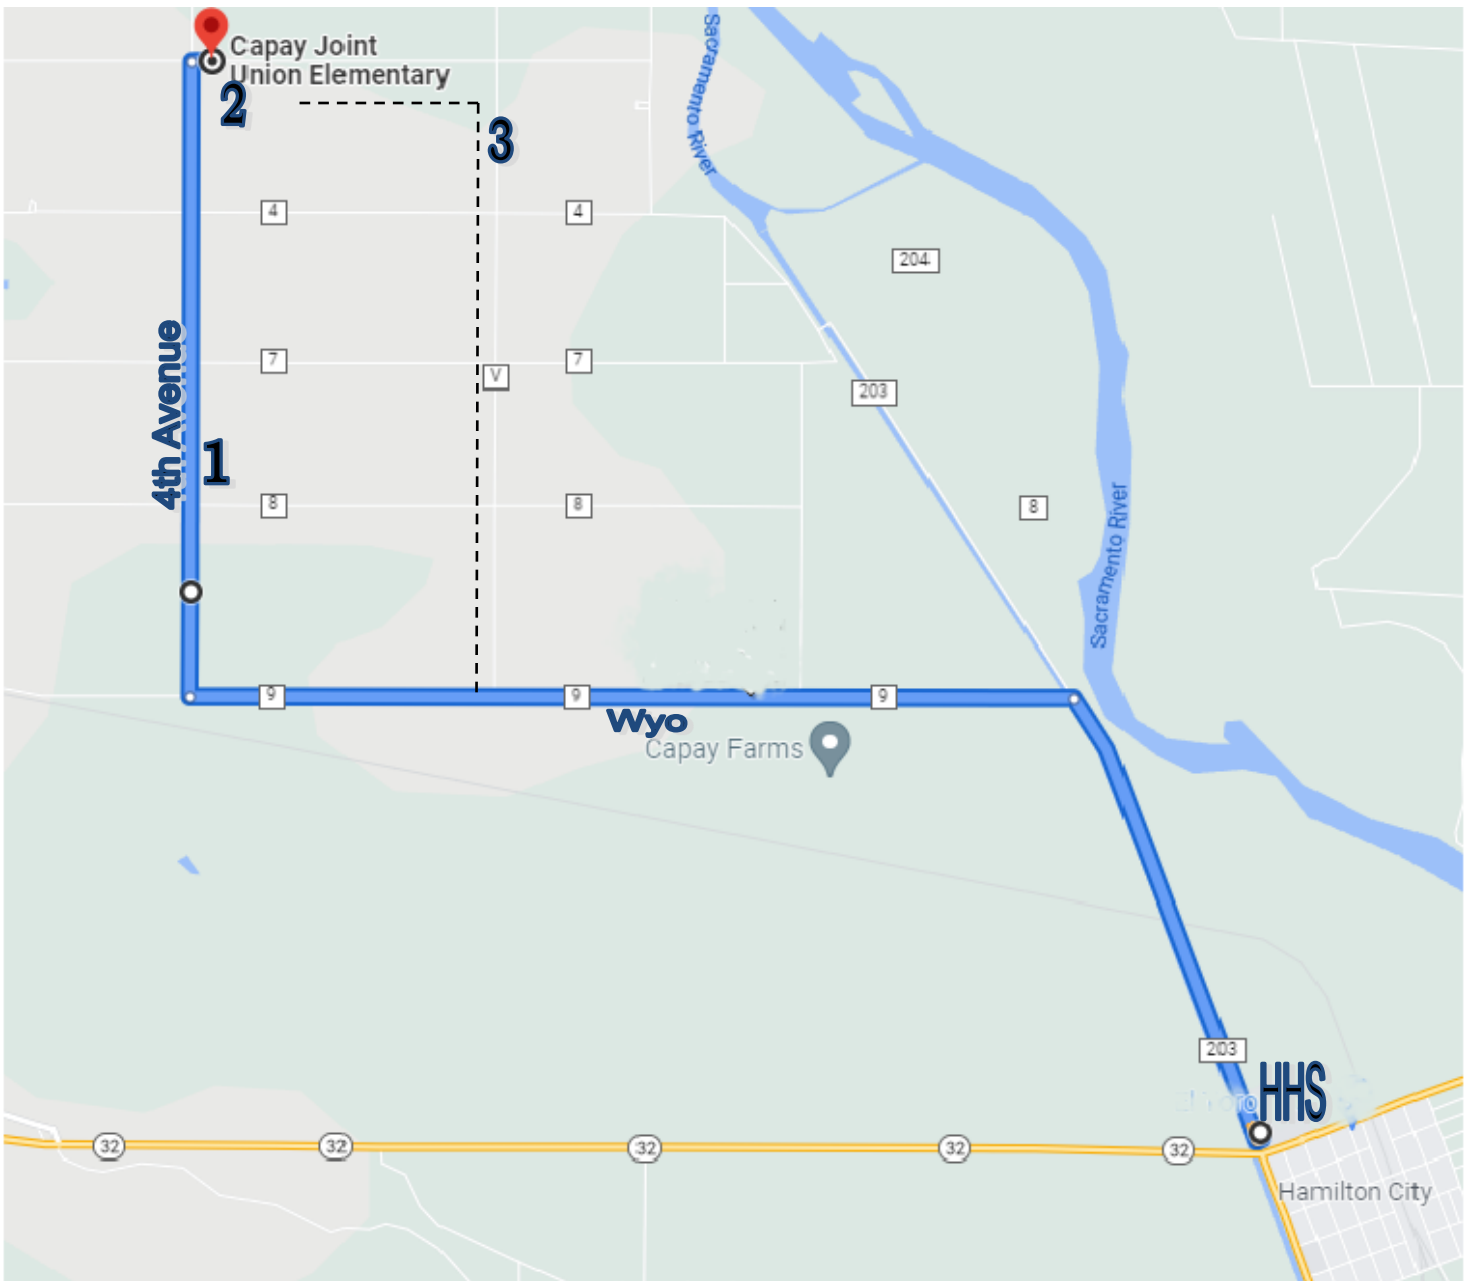 Capay Joint
Union Elementary
2
3
Sacramento River
4
4
204
7
7
V
203
4th Avenue
1
8
8
8
Sacramento River
9
9
9
Wyo
Capay Farms
203
HHS
32
32
32
32
32
Hamilton City